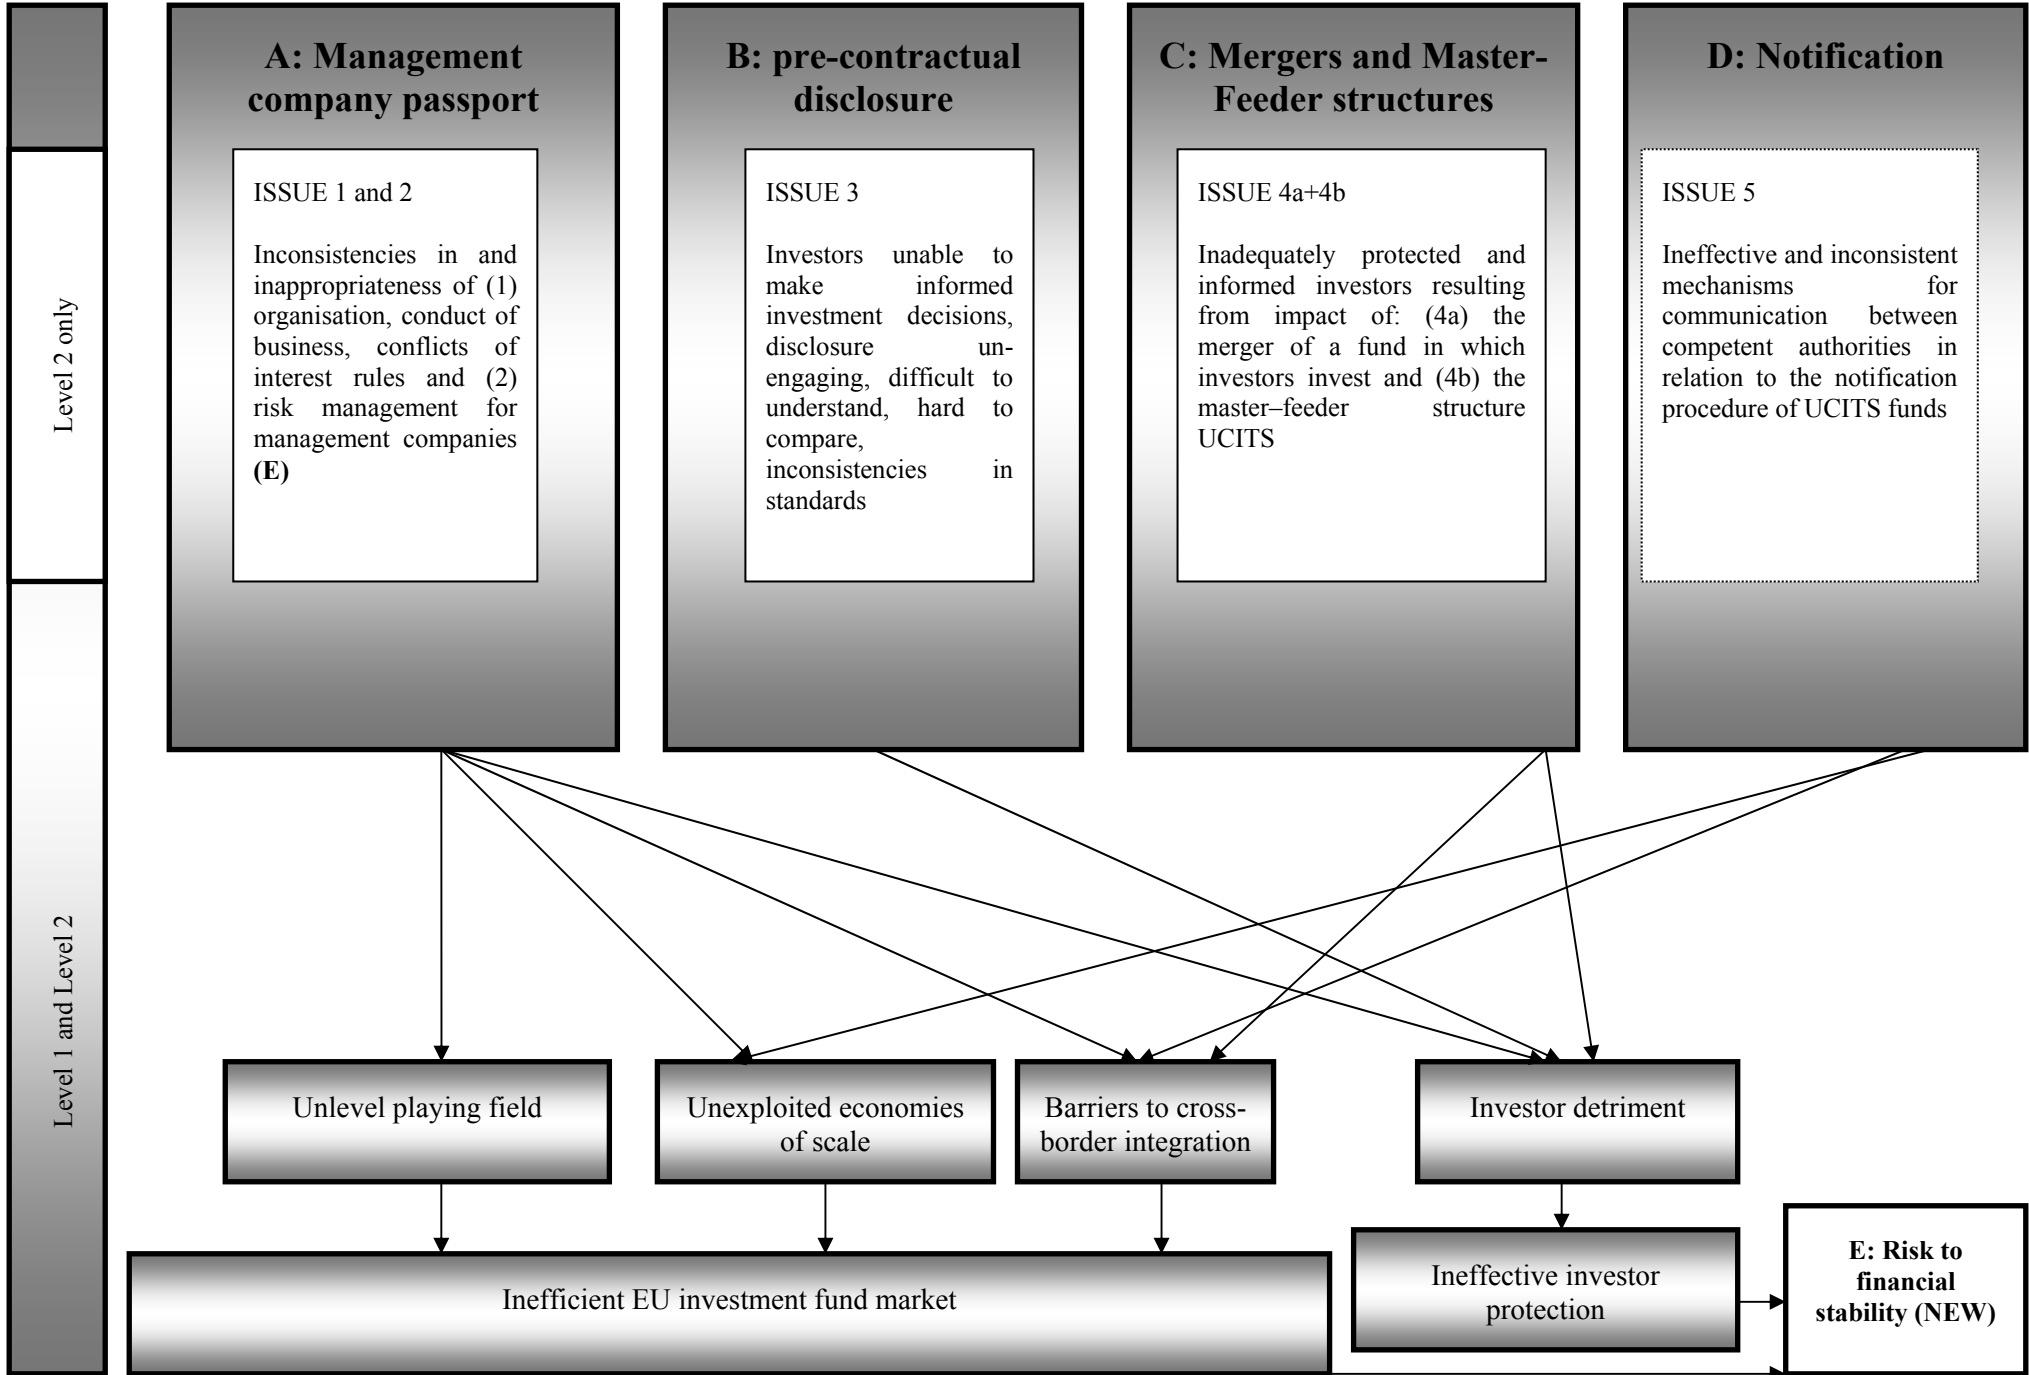 A: Management
company passport
ISSUE 1 and 2
Inconsistencies in and
inappropriateness of (1)
organisation, conduct of
business, conflicts of
interest rules and (2)
risk management for
management companies
(E)
B: pre-contractual
disclosure
ISSUE 3
Investors unable to
make informed
investment decisions,
disclosure un-
engaging, difficult to
understand, hard to
compare,
inconsistencies in
standards
C: Mergers and Master-
Feeder structures
ISSUE 4a+4b
Inadequately protected and
informed investors resulting
from impact of: (4a) the
merger of a fund in which
investors invest and (4b) the
master–feeder structure
UCITS
D: Notification
ISSUE 5
Ineffective and inconsistent
mechanisms for
communication between
competent authorities in
relation to the notification
procedure of UCITS funds
Level 2 only
Level 1 and Level 2
Unlevel playing field
Unexploited economies
of scale
Barriers to cross-
border integration
Investor detriment
Inefficient EU investment fund market
Ineffective investor
protection
E: Risk to
financial
stability (NEW)